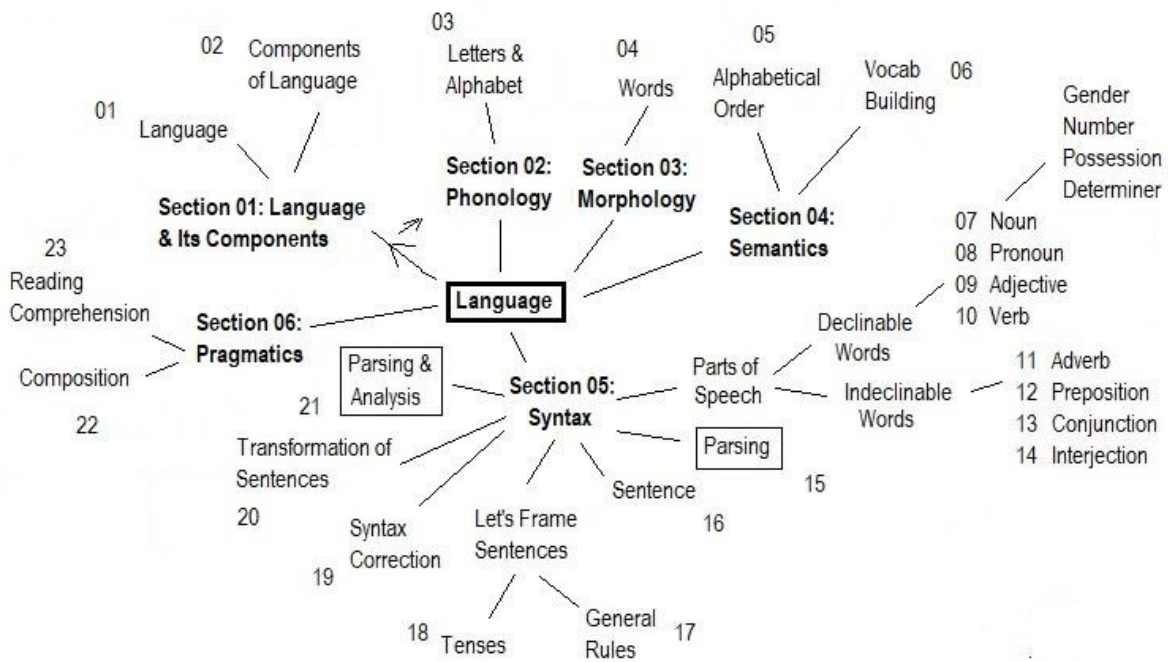 01
Language
02
Components
of Language
Section 01: Language
& Its Components
03
Letters &
Alphabet
Section 02:
Phonology
04
Words
Section 03:
Morphology
05
Alphabetical
Order
Vocab
Building
06
Section 04:
Semantics
Language
Section 05:
Syntax
Parts of
Speech
Declinable
Words
Gender
Number
Possession
Determiner
07 Noun
08 Pronoun
09 Adjective
10 Verb
Indeclinable
Words
11 Adverb
12 Preposition
13 Conjunction
14 Interjection
Parsing
15
Sentence
16
Let's Frame
Sentences
General
Rules
17
18
Tenses
Syntax
Correction
19
Transformation of
Sentences
20
Parsing &
Analysis
21
Section 06:
Pragmatics
Composition
22
23
Reading
Comprehension